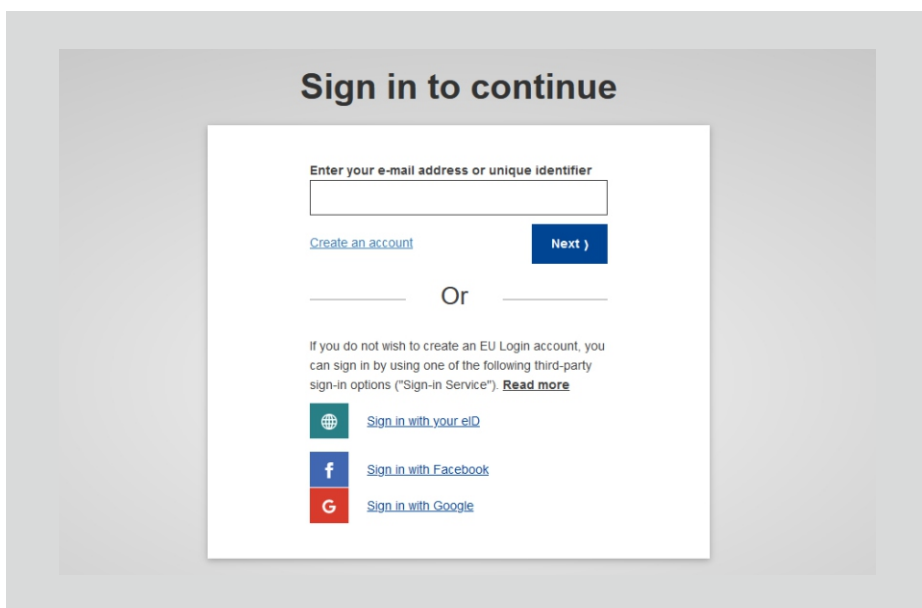 Sign in to continue
Enter your e-mail address or unique identifier
Create an account
Next ⟩
Or
If you do not wish to create an EU Login account, you
can sign in by using one of the following third-party
sign-in options ("Sign-in Service"). Read more
Sign in with your eID
f
Sign in with Facebook
G
Sign in with Google